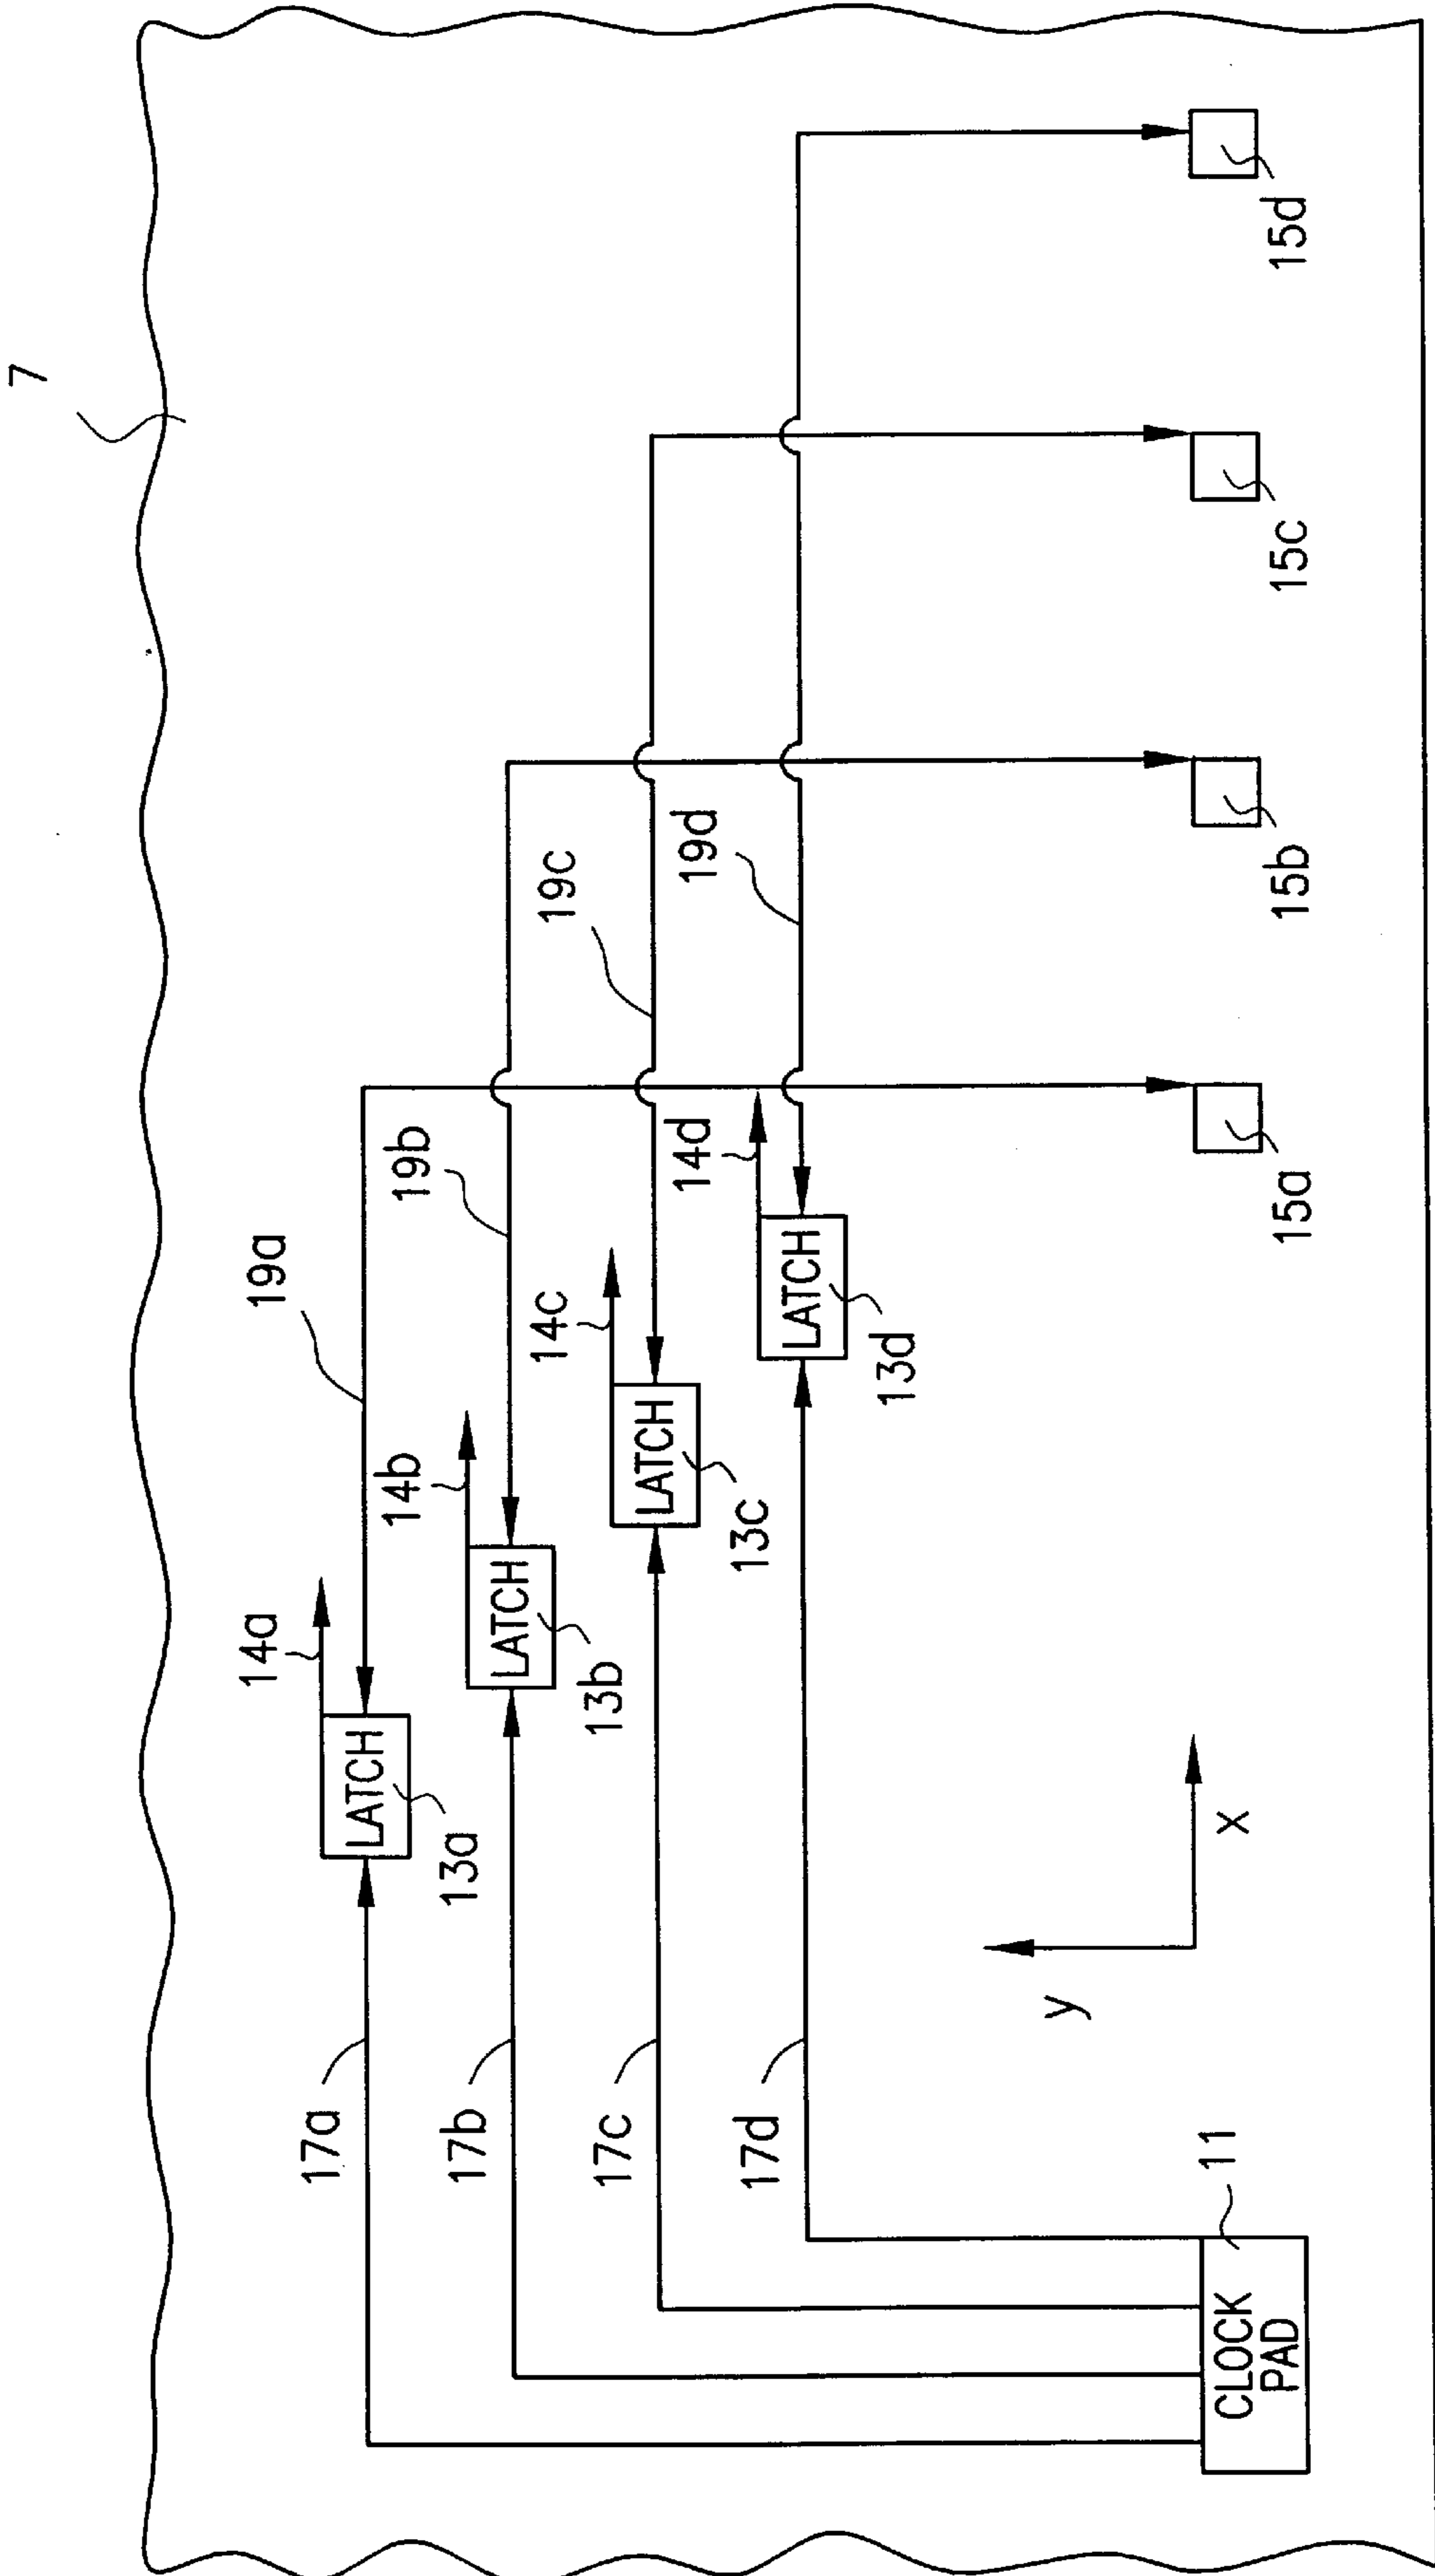 7
19a
14a
LATCH
13a
17a
19b
14b
LATCH
13b
17b
19c
14c
LATCH
13c
17c
19d
14d
LATCH
13d
17d
y
x
11
CLOCK
PAD
15a
15b
15c
15d